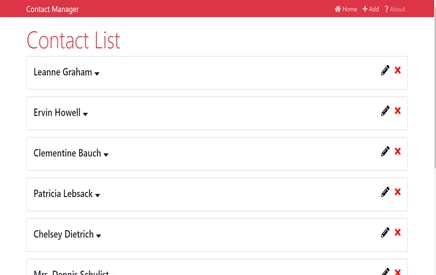 Contact Manager
Home Add About
Contact List
Leanne Graham
Ervin Howell
Clementine Bauch
Patricia Lebsack
Chelsey Dietrich
Mrs. Dennis Schulist